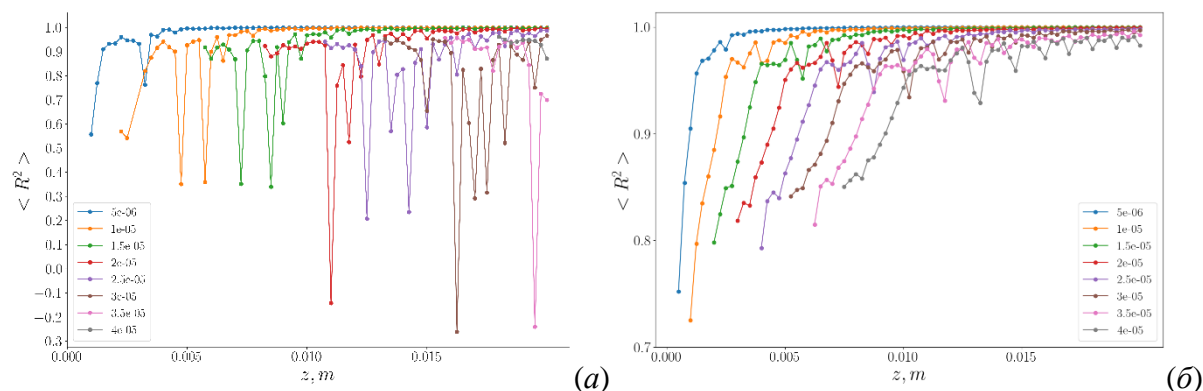 1.0
0.9
0.8
0.7
0.6
0.5
0.4
0.3
0.2
0.1
0.0
−0.1
−0.2
0.3
< R² >
5e-06
1e-05
1.5e-05
2e-05
2.5e-05
3e-05
3.5e-05
4e-05
0.000
0.005
0.010
0.015
z, m
(а)
1.0
0.9
0.8
0.7
< R² >
5e-06
1e-05
1.5e-05
2e-05
2.5e-05
3e-05
3.5e-05
4e-05
0.000
0.005
0.010
0.015
z, m
(б)